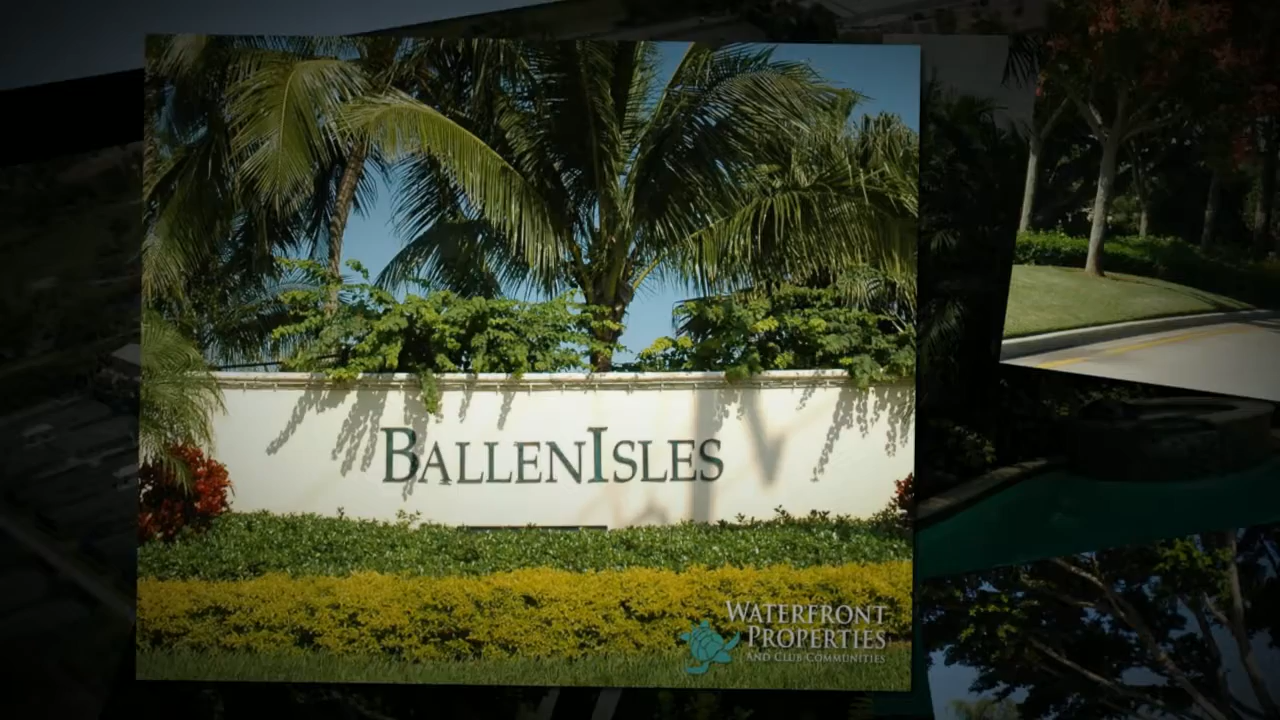 BALLENISLES
WATERFRONT
PROPERTIES
AND CLUB COMMUNITIES